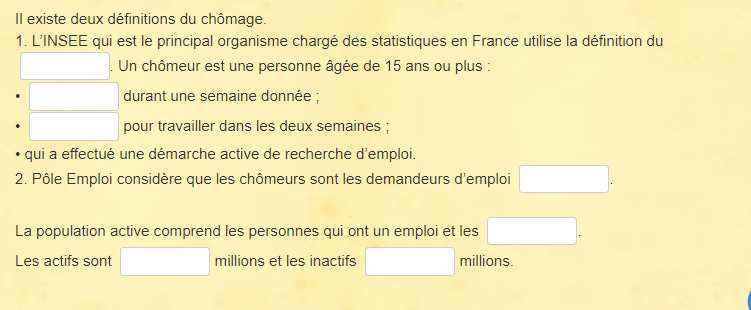 Il existe deux définitions du chômage.
1. L'INSEE qui est le principal organisme chargé des statistiques en France utilise la définition du
. Un chômeur est une personne âgée de 15 ans ou plus :
• durant une semaine donnée ;
• pour travailler dans les deux semaines ;
• qui a effectué une démarche active de recherche d'emploi.
2. Pôle Emploi considère que les chômeurs sont les demandeurs d'emploi .
La population active comprend les personnes qui ont un emploi et les .
Les actifs sont millions et les inactifs millions.